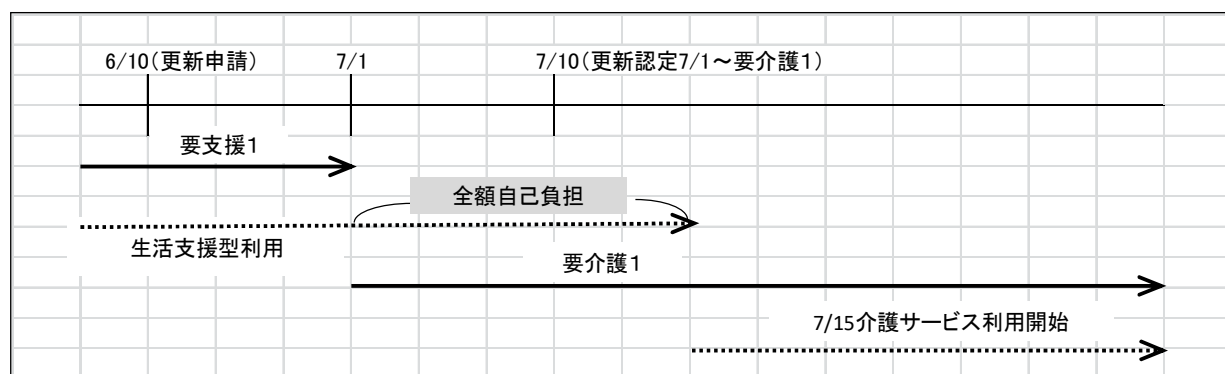 6/10(更新申請)
7/1
7/10(更新認定7/1～要介護1)
要支援1
全額自己負担
生活支援型利用
要介護1
7/15介護サービス利用開始